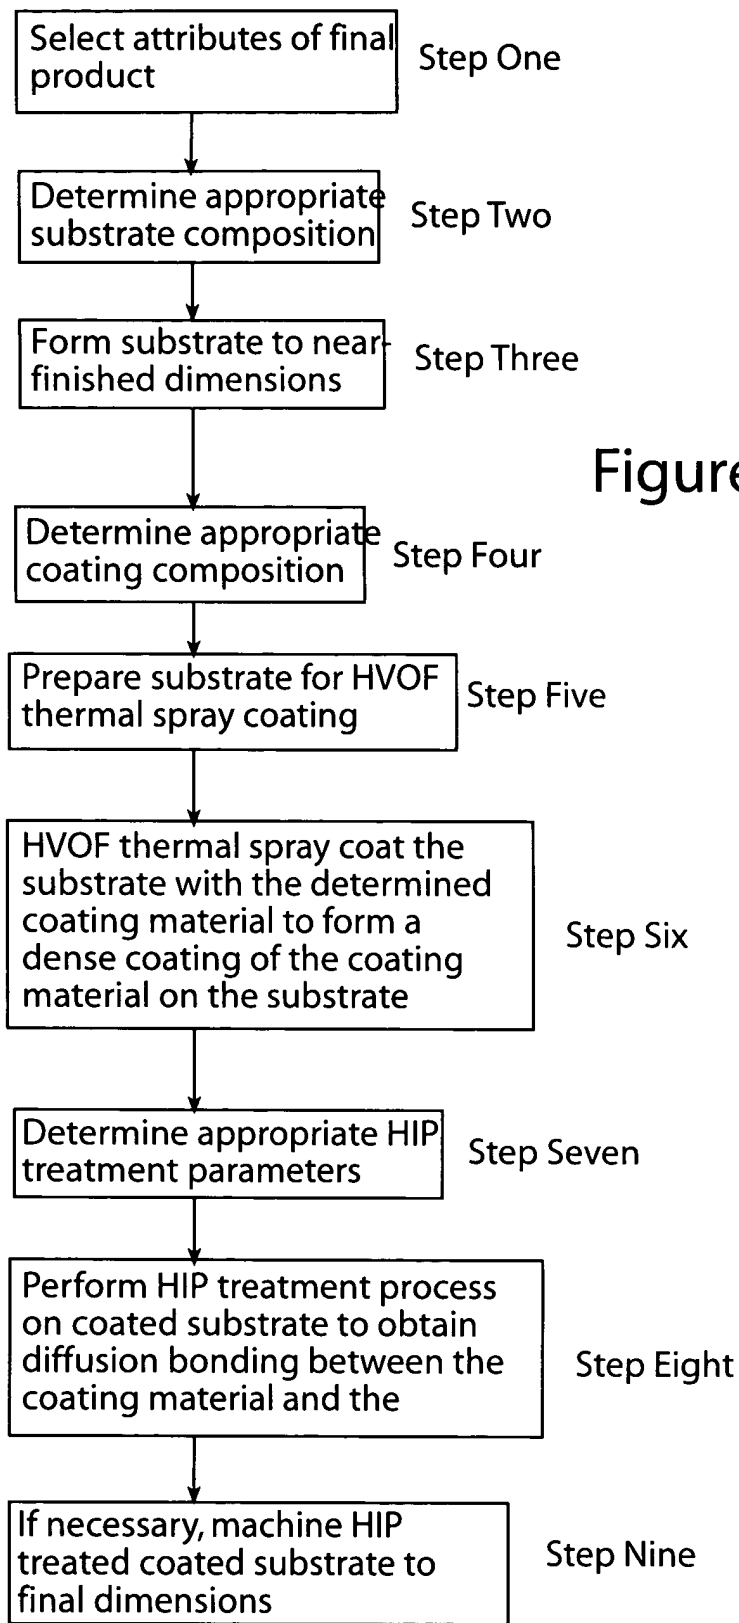 Select attributes of final
product
Step One
Determine appropriate
substrate composition
Step Two
Form substrate to near-
finished dimensions
Step Three
Figure
Determine appropriate
coating composition
Step Four
Prepare substrate for HVOF
thermal spray coating
Step Five
HVOF thermal spray coat the
substrate with the determined
coating material to form a
dense coating of the coating
material on the substrate
Step Six
Determine appropriate HIP
treatment parameters
Step Seven
Perform HIP treatment process
on coated substrate to obtain
diffusion bonding between the
coating material and the
Step Eight
If necessary, machine HIP
treated coated substrate to
final dimensions
Step Nine